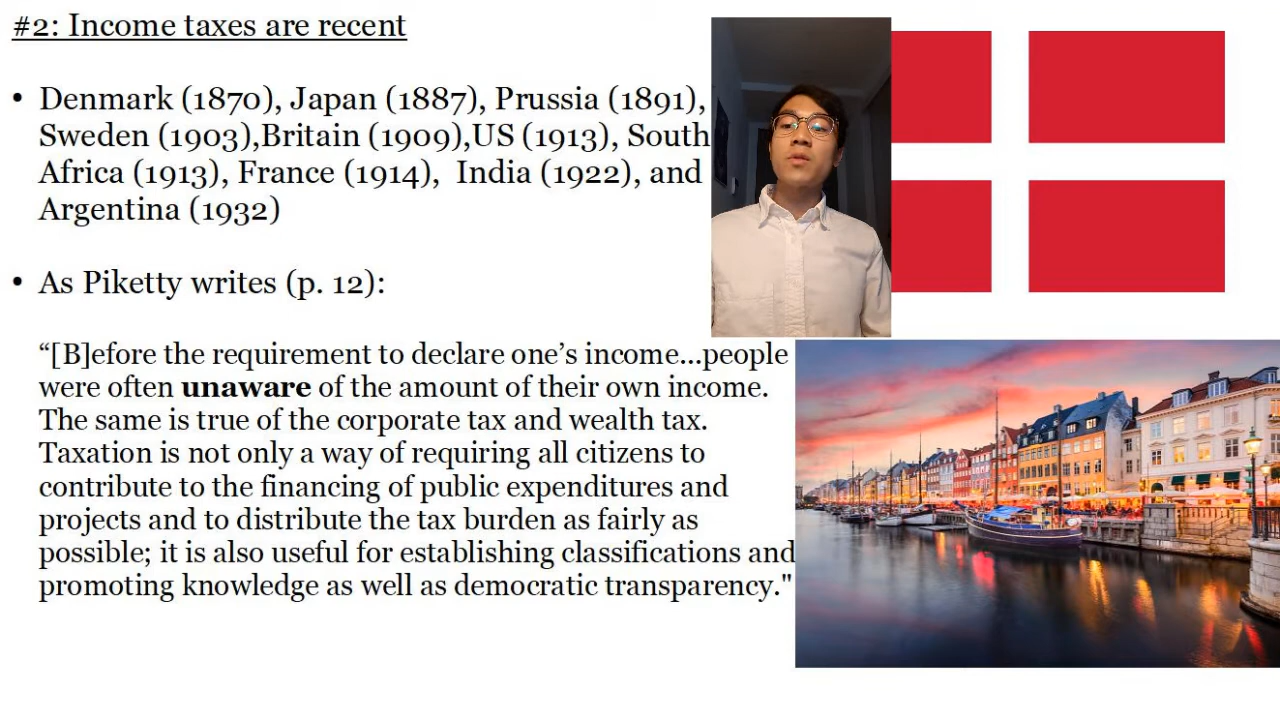 #2: Income taxes are recent
• Denmark (1870), Japan (1887), Prussia (1891),
Sweden (1903),Britain (1909),US (1913), South
Africa (1913), France (1914),  India (1922), and
Argentina (1932)
• As Piketty writes (p. 12):
“[B]efore the requirement to declare one’s income...people
were often unaware of the amount of their own income.
The same is true of the corporate tax and wealth tax.
Taxation is not only a way of requiring all citizens to
contribute to the financing of public expenditures and
projects and to distribute the tax burden as fairly as
possible; it is also useful for establishing classifications and
promoting knowledge as well as democratic transparency."